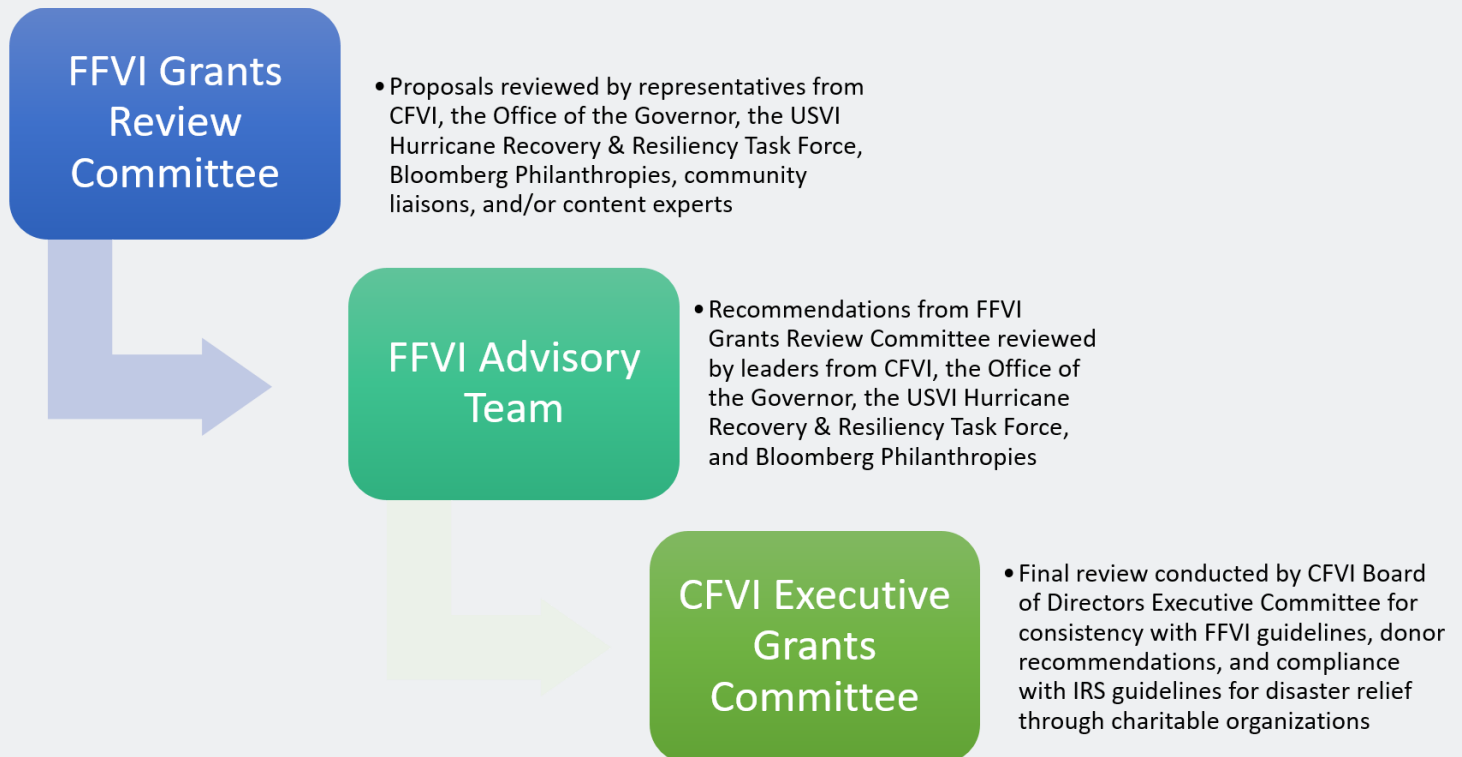 FFVI Grants
Review
Committee
•Proposals reviewed by representatives from
CFVI, the Office of the Governor, the USVI
Hurricane Recovery & Resiliency Task Force,
Bloomberg Philanthropies, community
liaisons, and/or content experts
FFVI Advisory
Team
•Recommendations from FFVI
Grants Review Committee reviewed
by leaders from CFVI, the Office of
the Governor, the USVI Hurricane
Recovery & Resiliency Task Force,
and Bloomberg Philanthropies
CFVI Executive
Grants
Committee
•Final review conducted by CFVI Board
of Directors Executive Committee for
consistency with FFVI guidelines, donor
recommendations, and compliance
with IRS guidelines for disaster relief
through charitable organizations